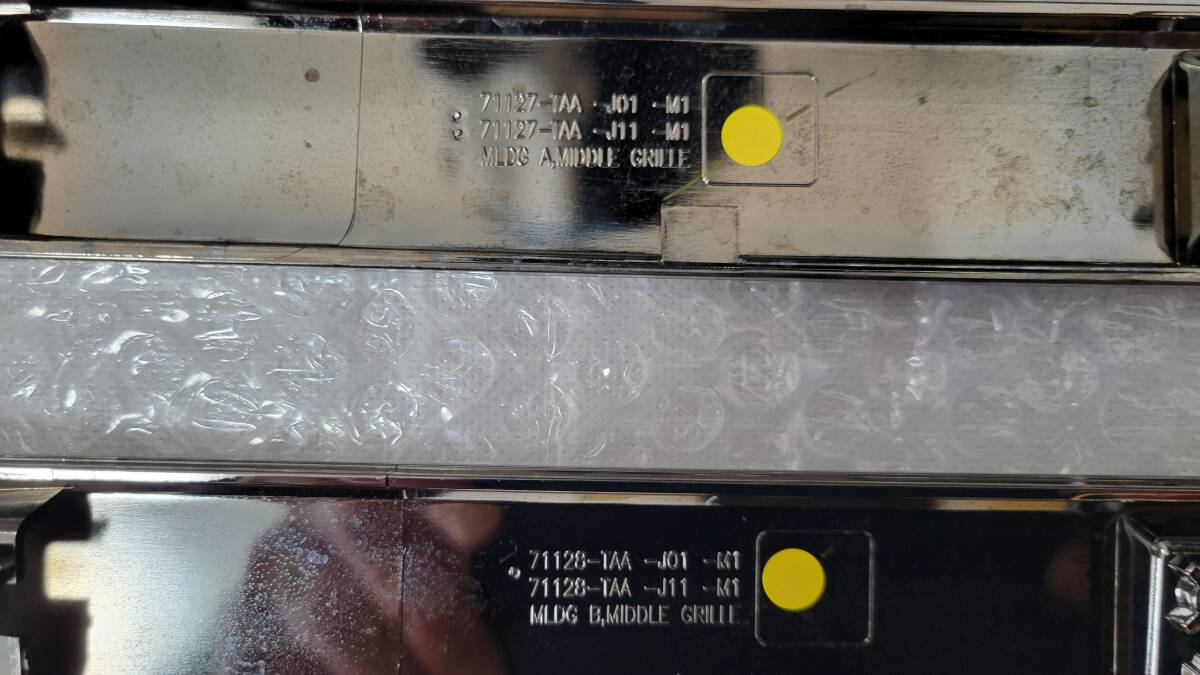 71127-TAA -J01 -M1
71127-TAA -J11 -M1
MLDG A,MIDDLE GRILLE
71128-TAA -J01 -M1
71128-TAA -J11 -M1
MLDG B,MIDDLE GRILLE